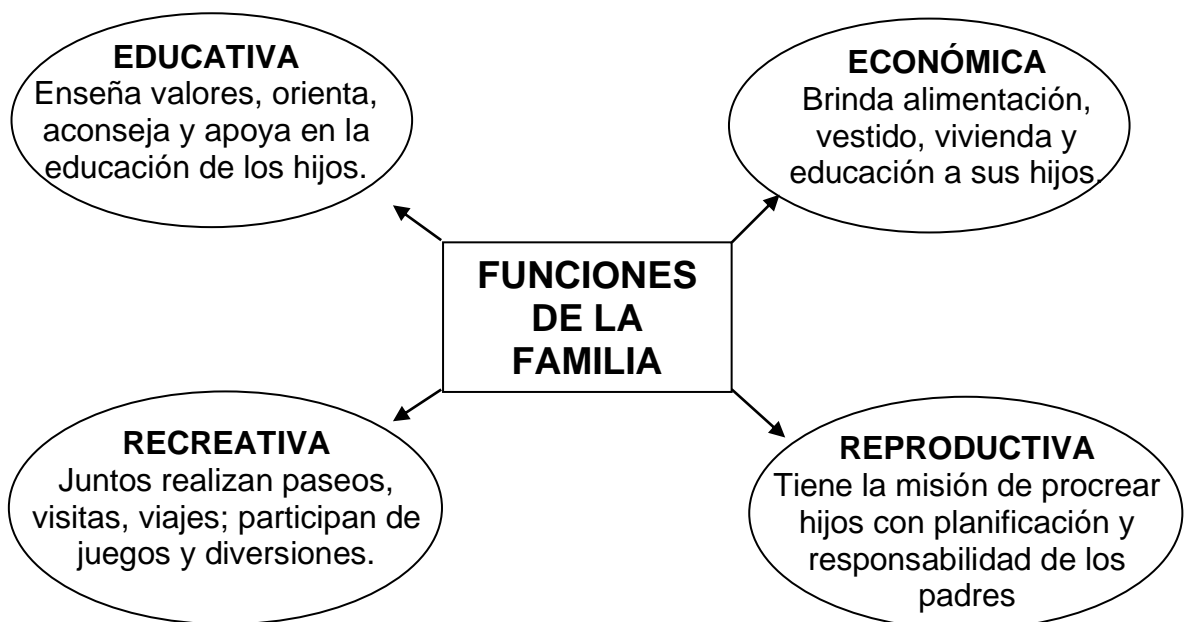 EDUCATIVA
Enseña valores, orienta,
aconseja y apoya en la
educación de los hijos.
ECONÓMICA
Brinda alimentación,
vestido, vivienda y
educación a sus hijos.
FUNCIONES
DE LA
FAMILIA
RECREATIVA
Juntos realizan paseos,
visitas, viajes; participan de
juegos y diversiones.
REPRODUCTIVA
Tiene la misión de procrear
hijos con planificación y
responsabilidad de los
padres